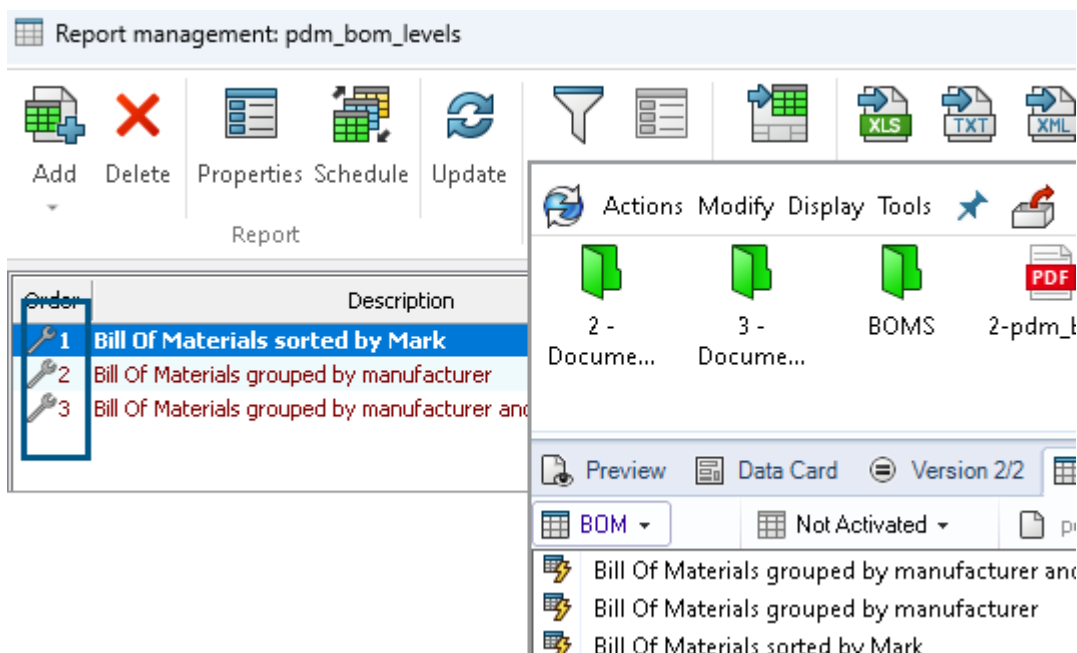 Report management: pdm_bom_levels
XLS TXT XML
Add Delete Properties Schedule Update
Report
Actions Modify Display Tools
PDF
2 - Docume...
3 - Docume...
BOMS
2-pdm_b
Order Description
1 Bill Of Materials sorted by Mark
2 Bill Of Materials grouped by manufacturer
3 Bill Of Materials grouped by manufacturer and
Preview Data Card Version 2/2
BOM Not Activated
Bill Of Materials grouped by manufacturer and
Bill Of Materials grouped by manufacturer
Bill Of Materials sorted by Mark